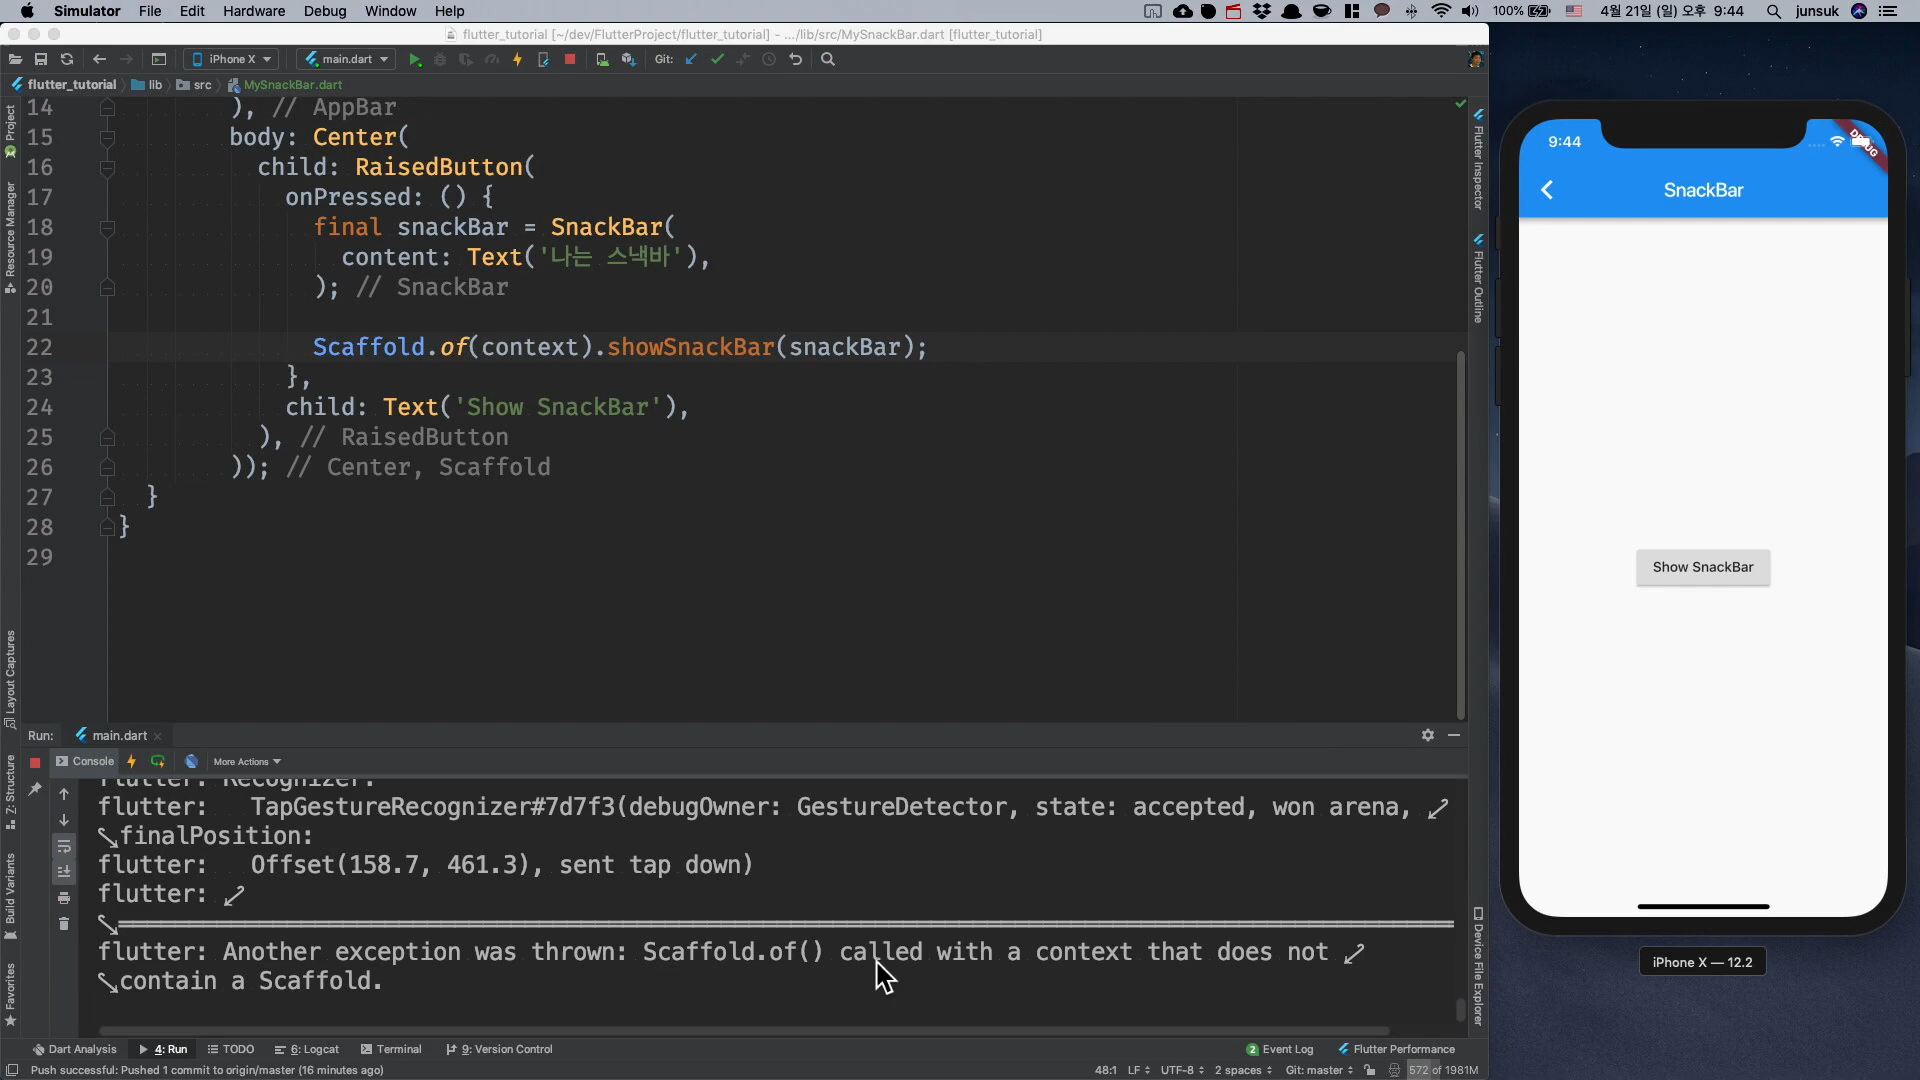 Simulator File Edit Hardware Debug Window Help 100% 4월 21일 (일) 오후 9:44 junsuk
flutter_tutorial [~/dev/FlutterProject/flutter_tutorial] - .../lib/src/MySnackBar.dart [flutter_tutorial]
iPhone X main.dart Git:
flutter_tutorial lib src MySnackBar.dart
14 ), // AppBar
15 body: Center(
16 child: RaisedButton(
17 onPressed: () {
18 final snackBar = SnackBar(
19 content: Text('나는 스낵바'),
20 ); // SnackBar
21
22 Scaffold.of(context).showSnackBar(snackBar);
23 },
24 child: Text('Show SnackBar'),
25 ), // RaisedButton
26 )); // Center, Scaffold
27 }
28 }
29
Project
Resource Manager
Layout Captures
Z: Structure
Build Variants
Favorites
Flutter Inspector
Flutter Outline
Device File Explorer
Run: main.dart
Console More Actions
flutter: Recognizer:
flutter: TapGestureRecognizer#7d7f3(debugOwner: GestureDetector, state: accepted, won arena,
finalPosition:
flutter: Offset(158.7, 461.3), sent tap down)
flutter:
flutter: Another exception was thrown: Scaffold.of() called with a context that does not
contain a Scaffold.
Dart Analysis 4: Run TODO 6: Logcat Terminal 9: Version Control 2 Event Log Flutter Performance
Push successful: Pushed 1 commit to origin/master (16 minutes ago) 48:1 LF UTF-8 2 spaces Git: master 572 of 1981M
9:44
DEBUG
SnackBar
Show SnackBar
iPhone X — 12.2